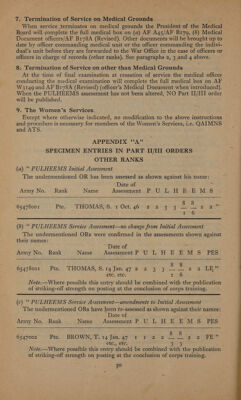 7. Termination of Service on Medical Grounds
When service terminates on medical grounds the President of the Medical
Board will complete the full medical box on (a) AF A45/AF B179, (b) Medical
Document officers/AF B178A (Revised). Other documents will be brought up to
date by officer commanding medical unit or the officer commanding the indivi-
dual's unit before they are forwarded to the War Office in the case of officers or
officers in charge of records (other ranks). See paragraphs 2, 3 and 4 above.
8. Termination of Service on other than Medical Grounds
At the time of final examination at cessation of service the medical officer
conducting the medical examination will complete the full medical box on AF
W3149 and AF B178A (Revised) (officer's Medical Document when introduced).
When the PULHEEMS assessment has not been altered, NO Part II/III order
will be published.
9. The Women's Services
Except where otherwise indicated, no modification to the above instructions
and procedure is necessary for members of the Women's Services, i.e. QAIMNS
and ATS.
APPENDIX "A"
SPECIMEN ENTRIES IN PART II/III ORDERS
OTHER RANKS
(a) "PULHEEMS Initial Assessment
The undermentioned OR has been assessed as shown against his name:
Date of
Army No. Rank Name Assessment P U L H E E M S
8 8
6547801 Pte. THOMAS, S. 1 Oct. 46 2 2 3 3 — — 2 2 "
1 6
(b) "PULHEEMS Service Assessment—no change from Initial Assessment
The undermentioned ORs were confirmed in the assessments shown against
their names:
Date of
Army No. Rank Name Assessment P U L H E E M S PES
8 8
6547801 Pte. THOMAS, S. 14 Jan. 47 2 2 3 3 — — 2 2 LE"
etc., etc. 1 6
Note.—Where possible this entry should be combined with the publication
of striking-off strength on posting at the conclusion of corps training.
(c) "PULHEEMS Service Assessment—amendments to Initial Assessment
The undermentioned ORs have been re-assessed as shown against their names:
Date of
Army No. Rank Name Assessment P U L H E E M S PES
8 8
6547002 Pte. BROWN, T. 14 Jan. 47 1 1 2 2 — — 2 2 FE"
etc., etc. 3 3
Note.—Where possible this entry should be combined with the publication
of striking-off strength on posting at the conclusion of corps training.